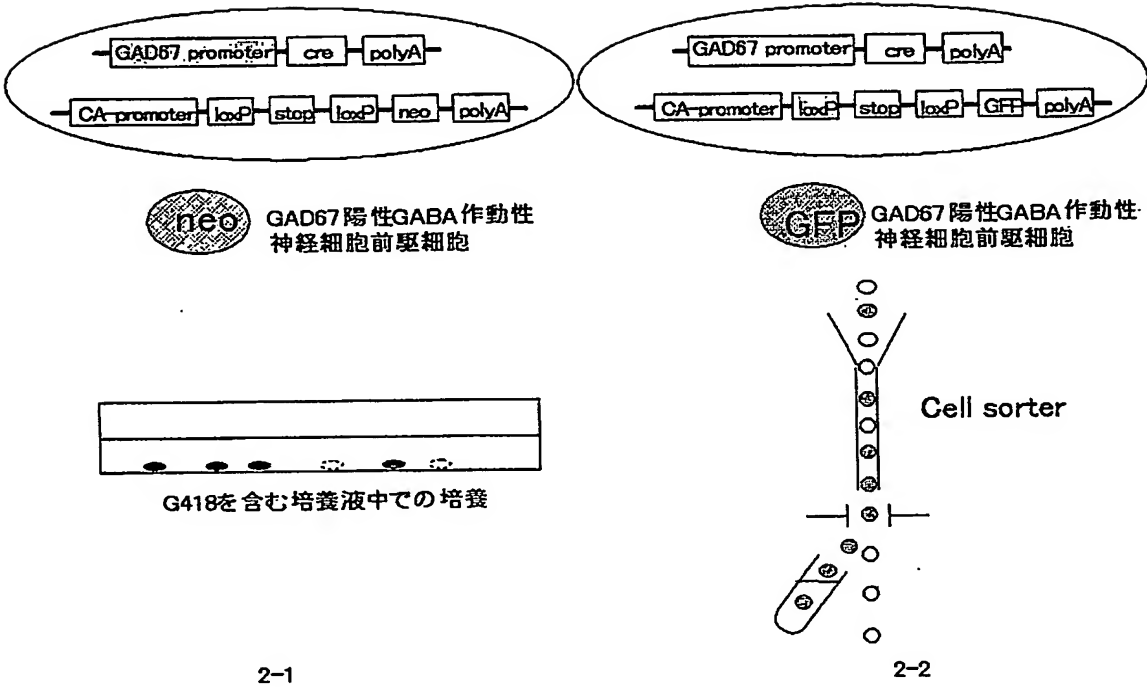 GAD67 promoter cre polyA
CA-promoter loxP stop loxP neo polyA
neo
GAD67陽性GABA作動性
神経細胞前駆細胞
G418を含む培養液中での培養
2-1
GAD67 promoter cre polyA
CA-promoter loxP stop loxP GFP polyA
GFP
GAD67陽性GABA作動性
神経細胞前駆細胞
Cell sorter
2-2